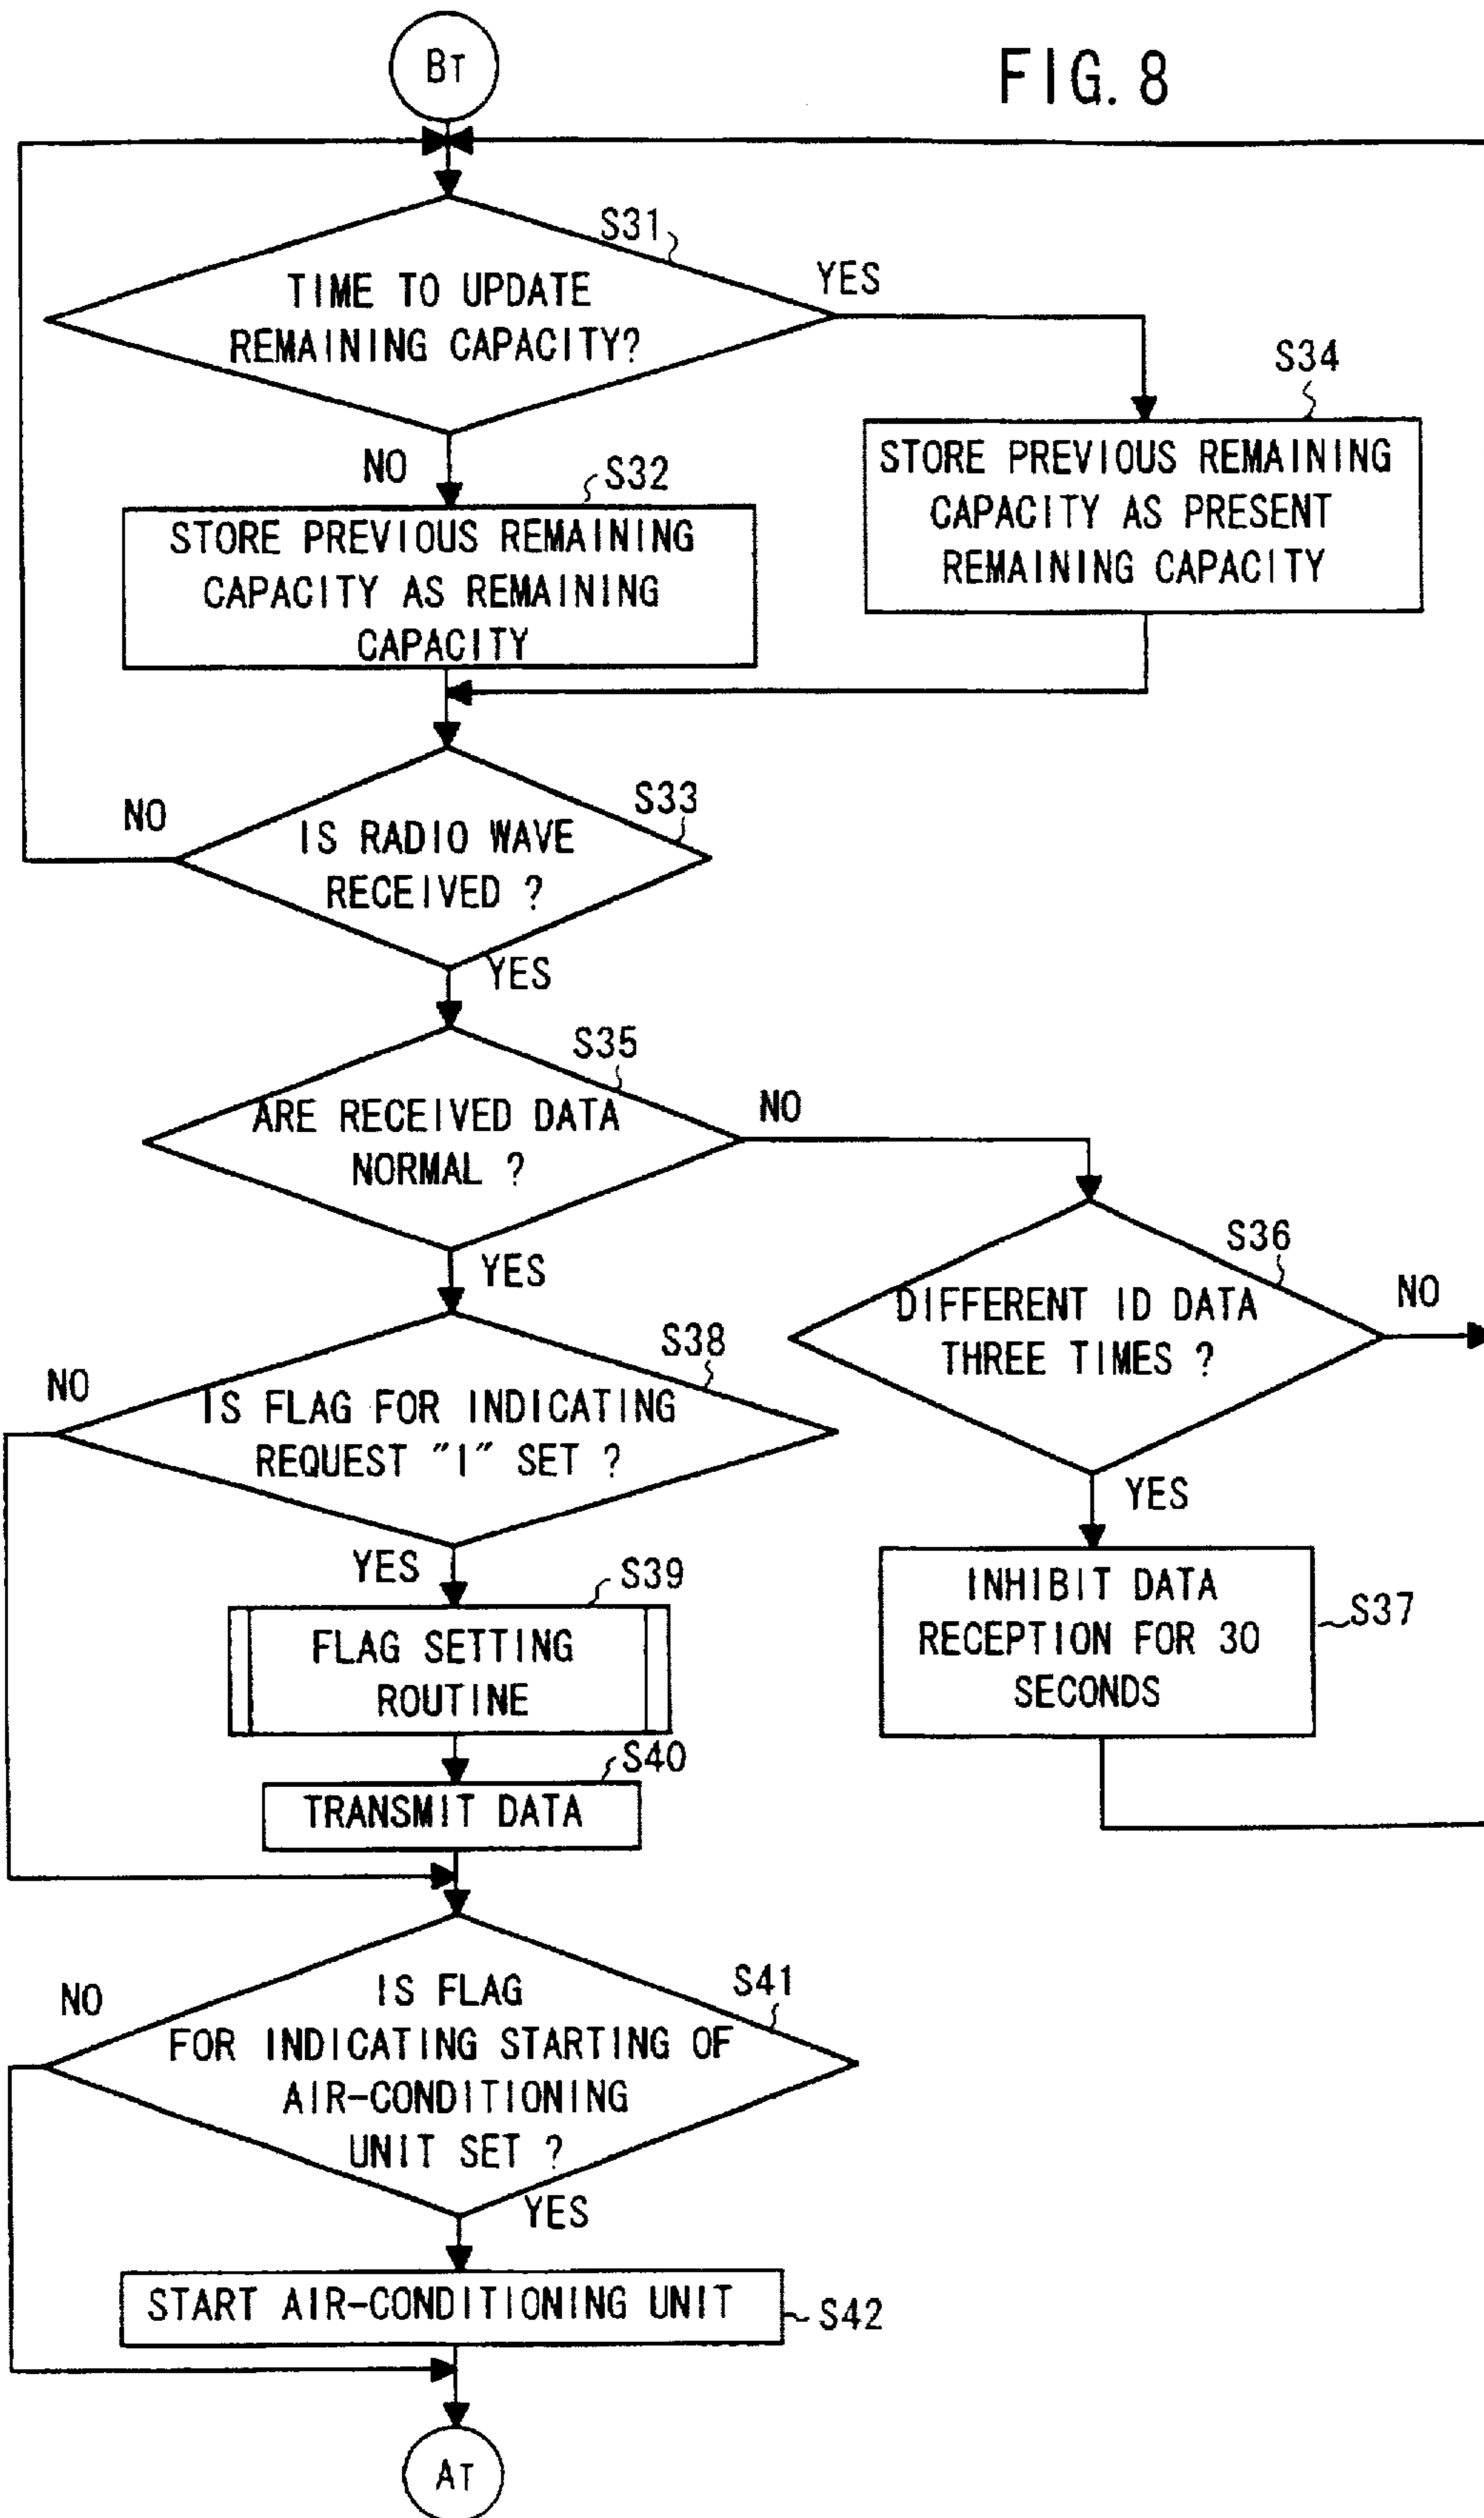 BT
FIG. 8
S31
TIME TO UPDATE
REMAINING CAPACITY?
YES
NO
S34
STORE PREVIOUS REMAINING
CAPACITY AS PRESENT
REMAINING CAPACITY
S32
STORE PREVIOUS REMAINING
CAPACITY AS REMAINING
CAPACITY
S33
NO
IS RADIO WAVE
RECEIVED ?
YES
S35
ARE RECEIVED DATA
NORMAL ?
NO
YES
S36
DIFFERENT ID DATA
THREE TIMES ?
NO
YES
S38
NO
IS FLAG FOR INDICATING
REQUEST "I" SET ?
YES
S39
FLAG SETTING
ROUTINE
INHIBIT DATA
RECEPTION FOR 30
SECONDS
S37
S40
TRANSMIT DATA
S41
NO
IS FLAG
FOR INDICATING STARTING OF
AIR-CONDITIONING
UNIT SET ?
YES
START AIR-CONDITIONING UNIT
S42
AT